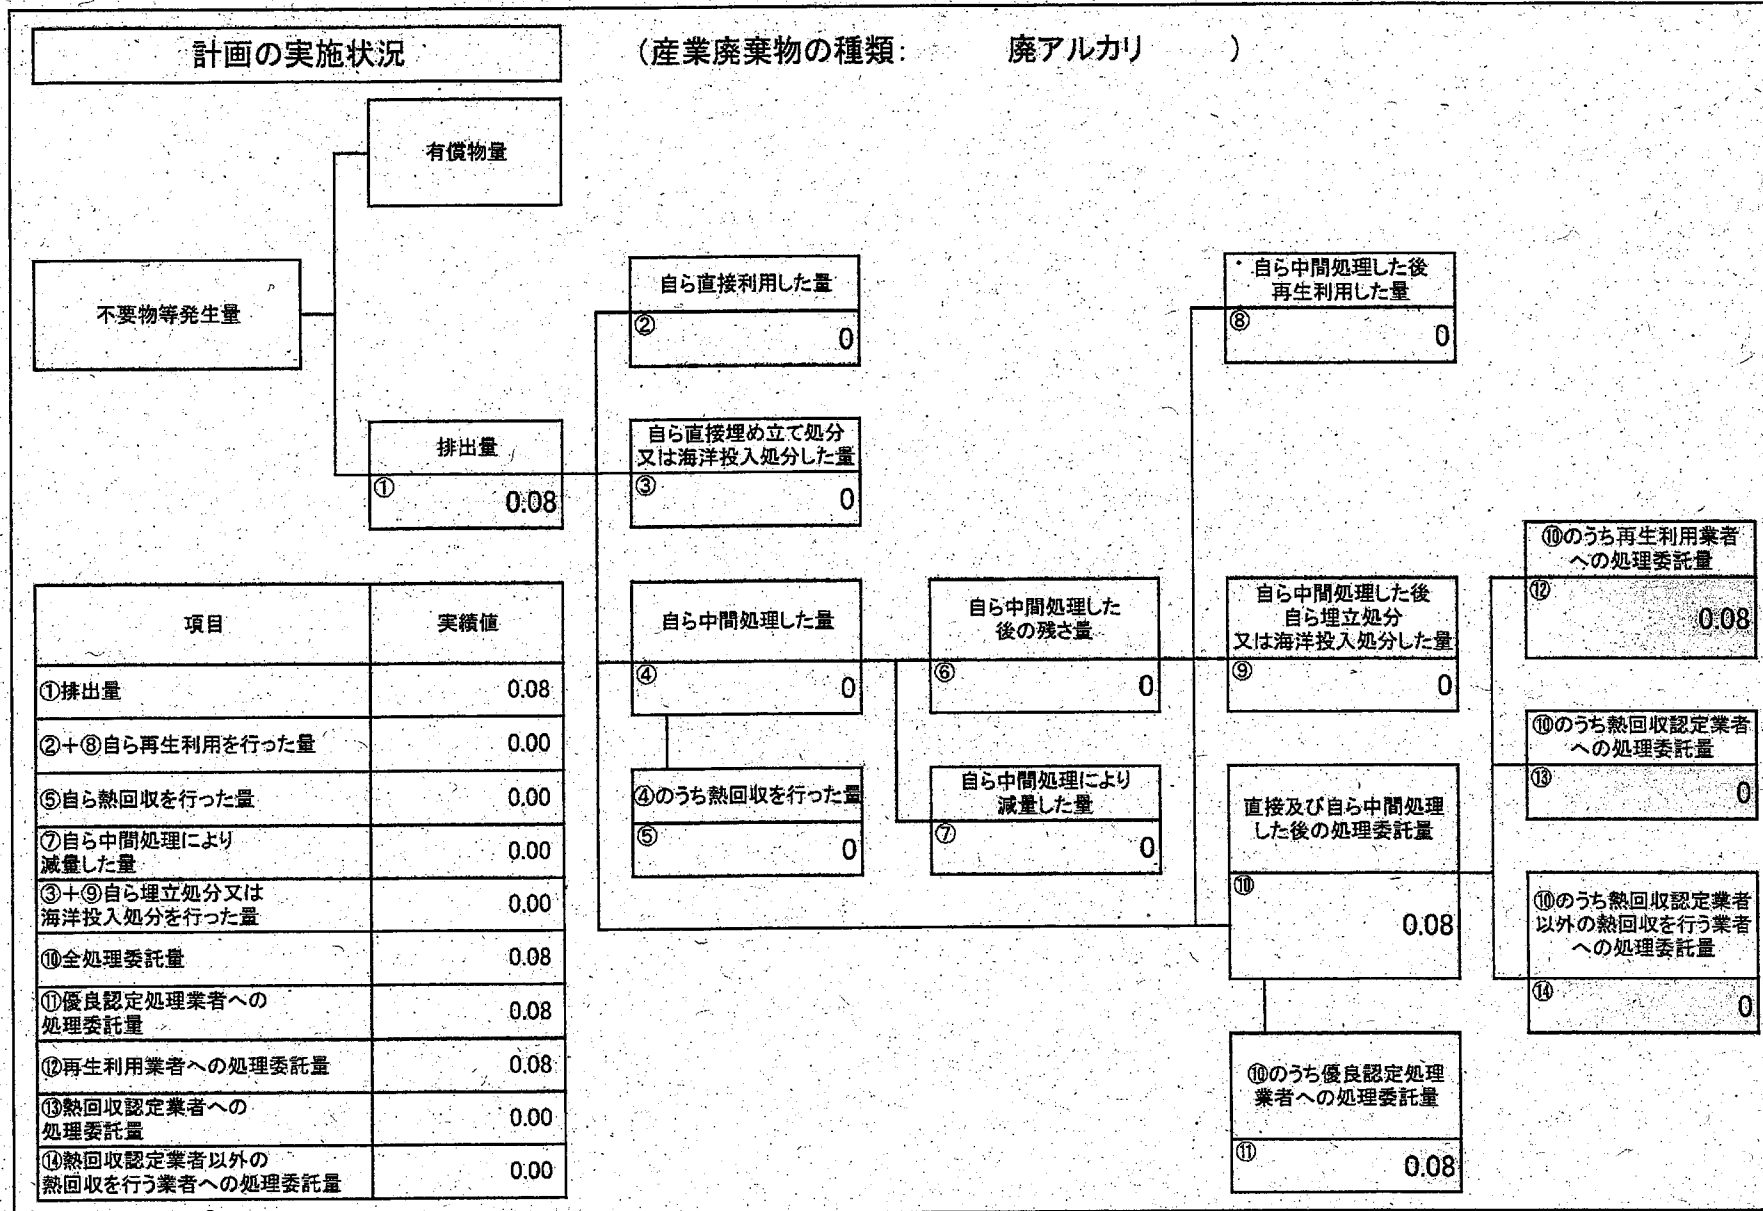 計画の実施状況
(産業廃棄物の種類: 廃アルカリ )
有償物量
不要物等発生量
排出量
① 0.08
自ら直接利用した量
② 0
自ら直接埋め立て処分
又は海洋投入処分した量
③ 0
自ら中間処理した量
④ 0
④のうち熱回収を行った量
⑤ 0
自ら中間処理した
後の残さ量
⑥ 0
自ら中間処理により
減量した量
⑦ 0
自ら中間処理した後
再生利用した量
⑧ 0
自ら中間処理した後
自ら埋立処分
又は海洋投入処分した量
⑨ 0
直接及び自ら中間処理
した後の処理委託量
⑩ 0.08
⑩のうち優良認定処理
業者への処理委託量
⑪ 0.08
⑩のうち再生利用業者
への処理委託量
⑫ 0.08
⑩のうち熱回収認定業者
への処理委託量
⑬ 0
⑩のうち熱回収認定業者
以外の熱回収を行う業者
への処理委託量
⑭ 0
項目 実績値
①排出量 0.08
②+⑧自ら再生利用を行った量 0.00
⑤自ら熱回収を行った量 0.00
⑦自ら中間処理により
減量した量 0.00
③+⑨自ら埋立処分又は
海洋投入処分を行った量 0.00
⑩全処理委託量 0.08
⑪優良認定処理業者への
処理委託量 0.08
⑫再生利用業者への処理委託量 0.08
⑬熱回収認定業者への
処理委託量 0.00
⑭熱回収認定業者以外の
熱回収を行う業者への処理委託量 0.00